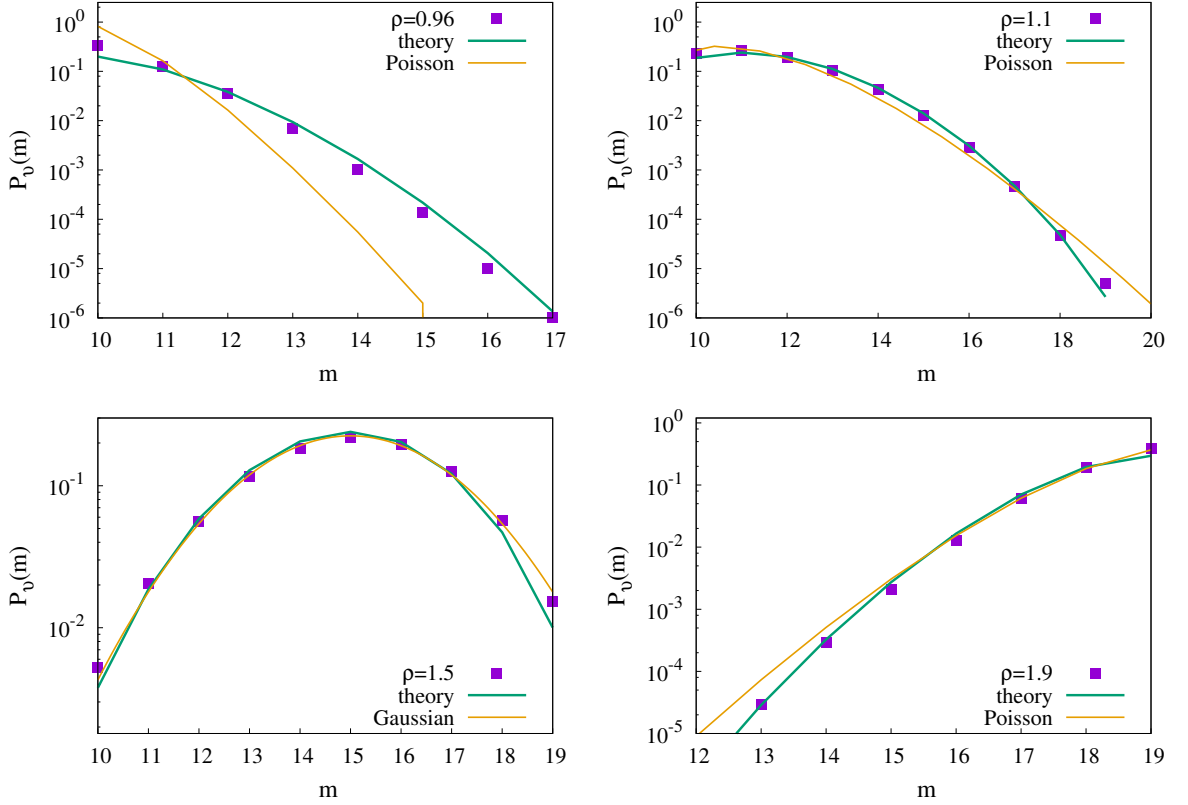 ρ=0.96
theory
Poisson
P_υ(m)
10^0
10^-1
10^-2
10^-3
10^-4
10^-5
10^-6
10 11 12 13 14 15 16 17
m
ρ=1.1
theory
Poisson
P_υ(m)
10^0
10^-1
10^-2
10^-3
10^-4
10^-5
10^-6
10 12 14 16 18 20
m
ρ=1.5
theory
Gaussian
P_υ(m)
10^-1
10^-2
10 11 12 13 14 15 16 17 18 19
m
ρ=1.9
theory
Poisson
P_υ(m)
10^0
10^-1
10^-2
10^-3
10^-4
10^-5
12 13 14 15 16 17 18 19
m